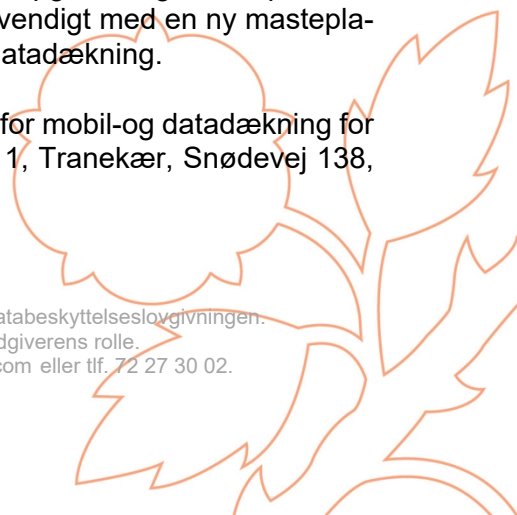 vendigt med en ny mastepla-
atadækning.
for mobil-og datadækning for
1, Tranekær, Snødevej 138,
atabeskyttelseslovgivningen.
dgiverens rolle.
com eller tlf. 72 27 30 02.